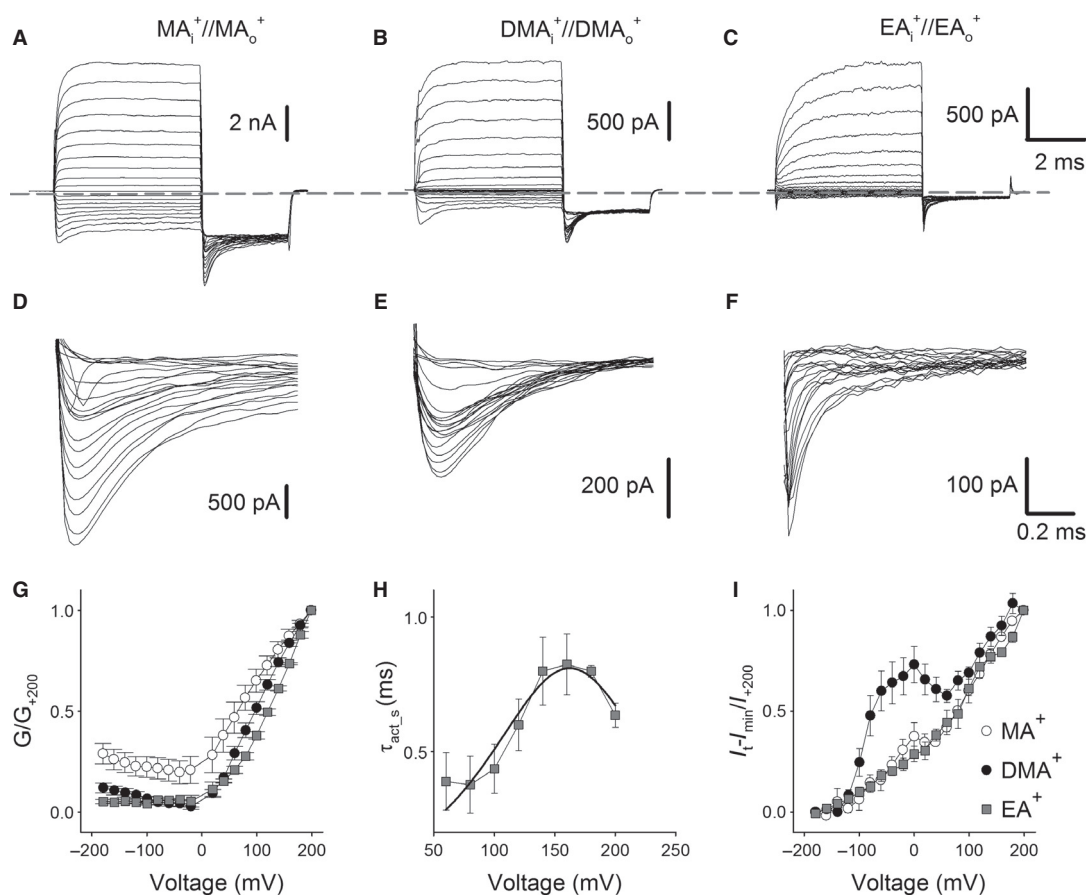 A
MAᵢ⁺//MAₒ⁺
B
DMAᵢ⁺//DMAₒ⁺
C
EAᵢ⁺//EAₒ⁺
2 nA
500 pA
500 pA
2 ms
D
E
F
500 pA
200 pA
100 pA
0.2 ms
G
H
I
G/G₊₂₀₀
1.0
0.5
0.0
−200 −100 0 100 200
Voltage (mV)
τact_s (ms)
1.0
0.5
50 100 150 200 250
Voltage (mV)
Iₜ-Imin/I₊₂₀₀
1.0
0.5
0.0
MA⁺
DMA⁺
EA⁺
−200 −100 0 100 200
Voltage (mV)